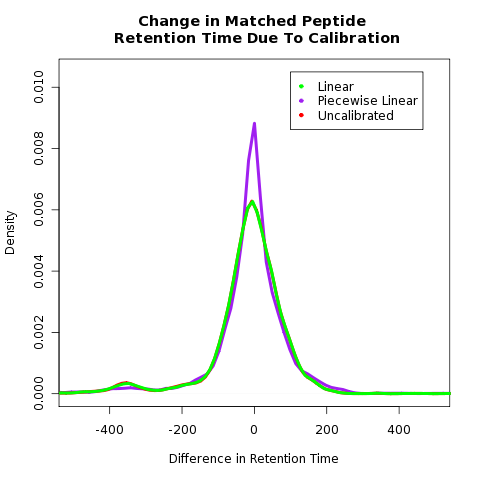 Change in Matched Peptide
Retention Time Due To Calibration
Linear
Piecewise Linear
Uncalibrated
Density
0.010
0.008
0.006
0.004
0.002
0.000
-400 -200 0 200 400
Difference in Retention Time